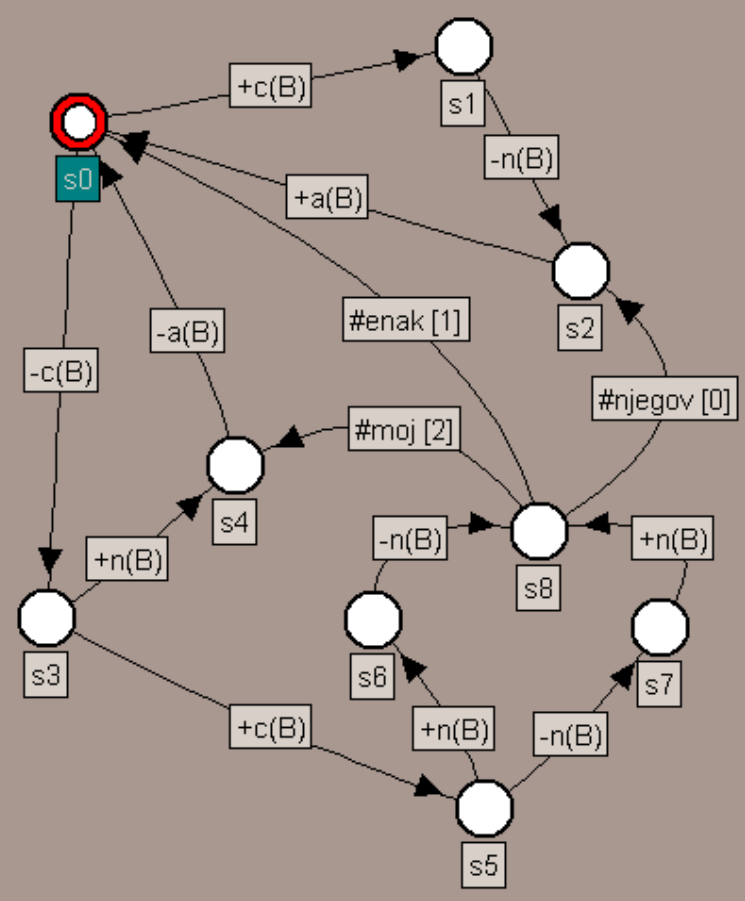 +c(B)
s1
-n(B)
s0
+a(B)
#enak [1]
s2
-a(B)
-c(B)
#njegov [0]
#moj [2]
s4
+n(B)
-n(B)
+n(B)
s8
s3
s6
s7
+c(B)
+n(B)
-n(B)
s5